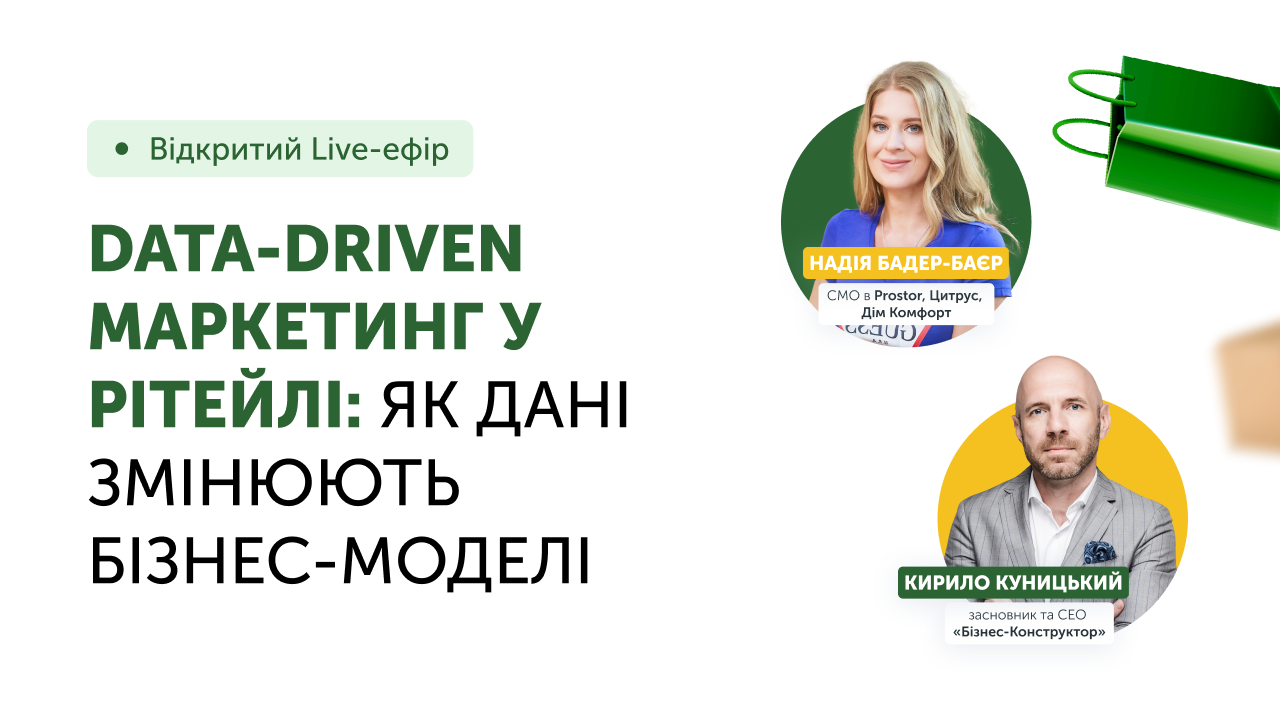 Відкритий Live-ефір
DATA-DRIVEN
МАРКЕТИНГ У
РІТЕЙЛІ: ЯК ДАНІ
ЗМІНЮЮТЬ
БІЗНЕС-МОДЕЛІ
НАДІЯ БАДЕР-БАЄР
CMO в Prostor, Цитрус,
Дім Комфорт
КИРИЛО КУНИЦЬКИЙ
засновник та CEO
«Бізнес-Конструктор»